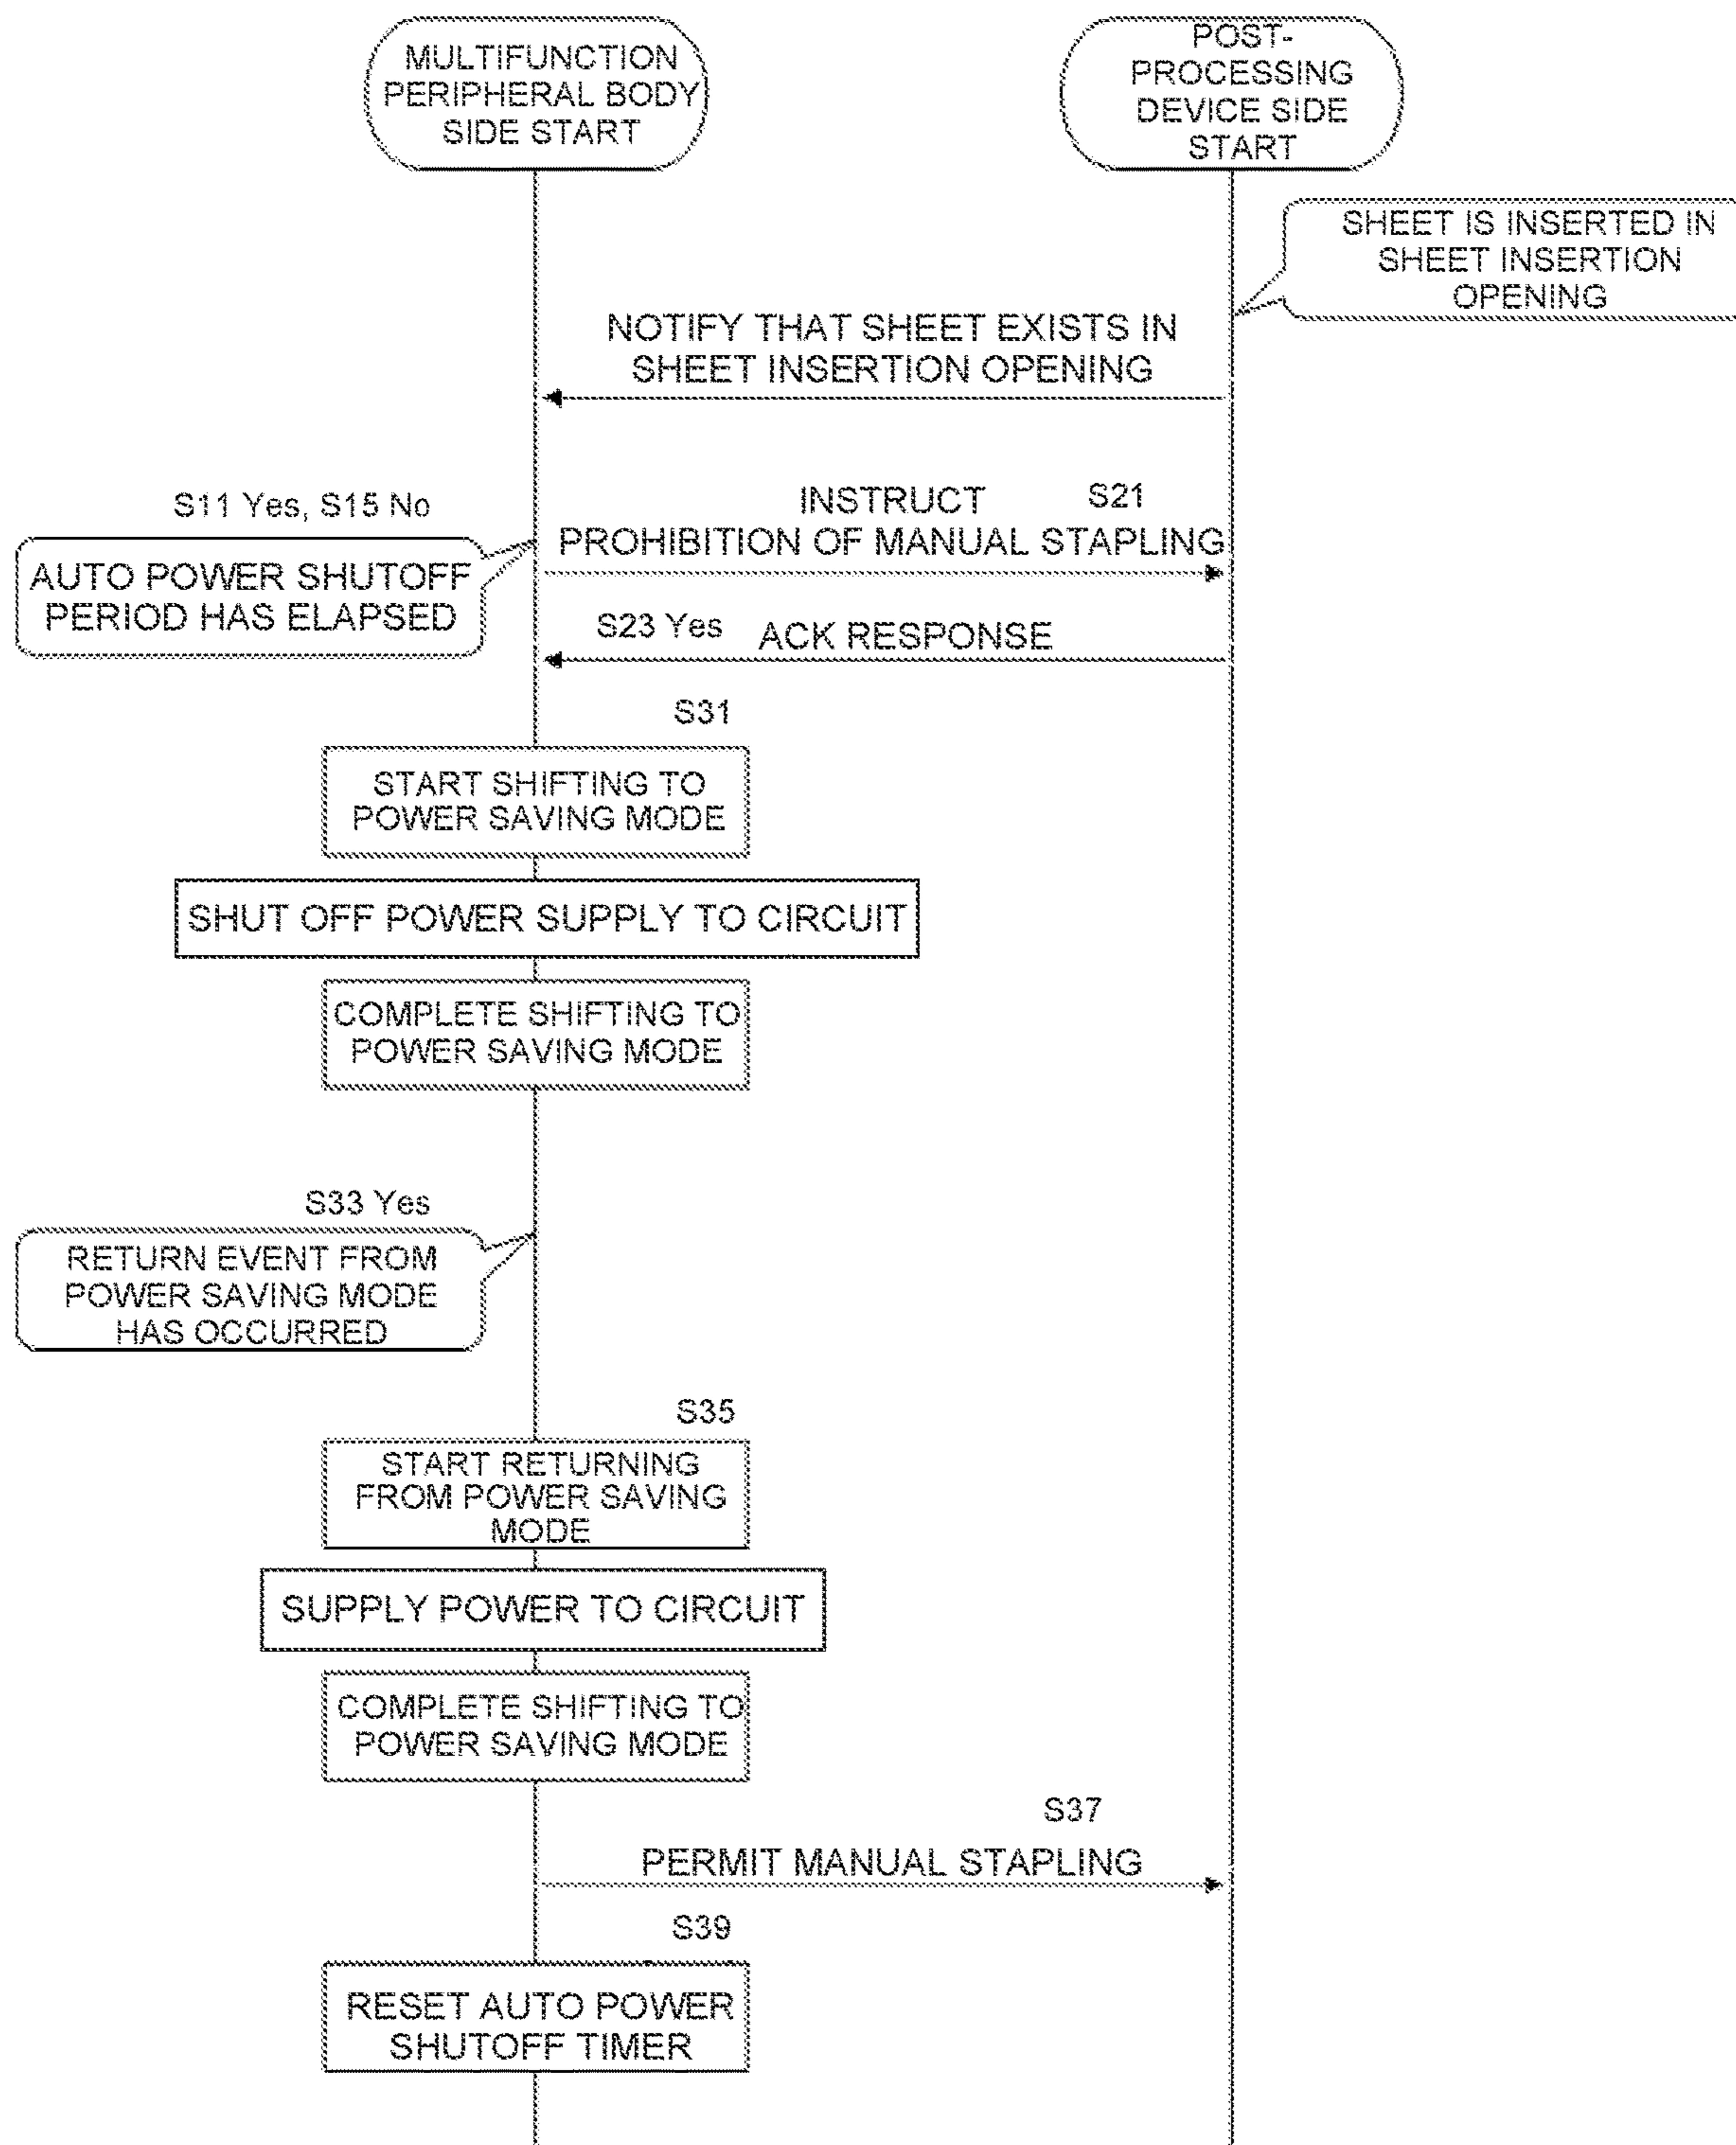 MULTIFUNCTION
PERIPHERAL BODY
SIDE START
POST-
PROCESSING
DEVICE SIDE
START
SHEET IS INSERTED IN
SHEET INSERTION
OPENING
NOTIFY THAT SHEET EXISTS IN
SHEET INSERTION OPENING
S11 Yes, S15 No
AUTO POWER SHUTOFF
PERIOD HAS ELAPSED
INSTRUCT
S21
PROHIBITION OF MANUAL STAPLING
S23 Yes
ACK RESPONSE
S31
START SHIFTING TO
POWER SAVING MODE
SHUT OFF POWER SUPPLY TO CIRCUIT
COMPLETE SHIFTING TO
POWER SAVING MODE
S33 Yes
RETURN EVENT FROM
POWER SAVING MODE
HAS OCCURRED
S35
START RETURNING
FROM POWER SAVING
MODE
SUPPLY POWER TO CIRCUIT
COMPLETE SHIFTING TO
POWER SAVING MODE
S37
PERMIT MANUAL STAPLING
S39
RESET AUTO POWER
SHUTOFF TIMER